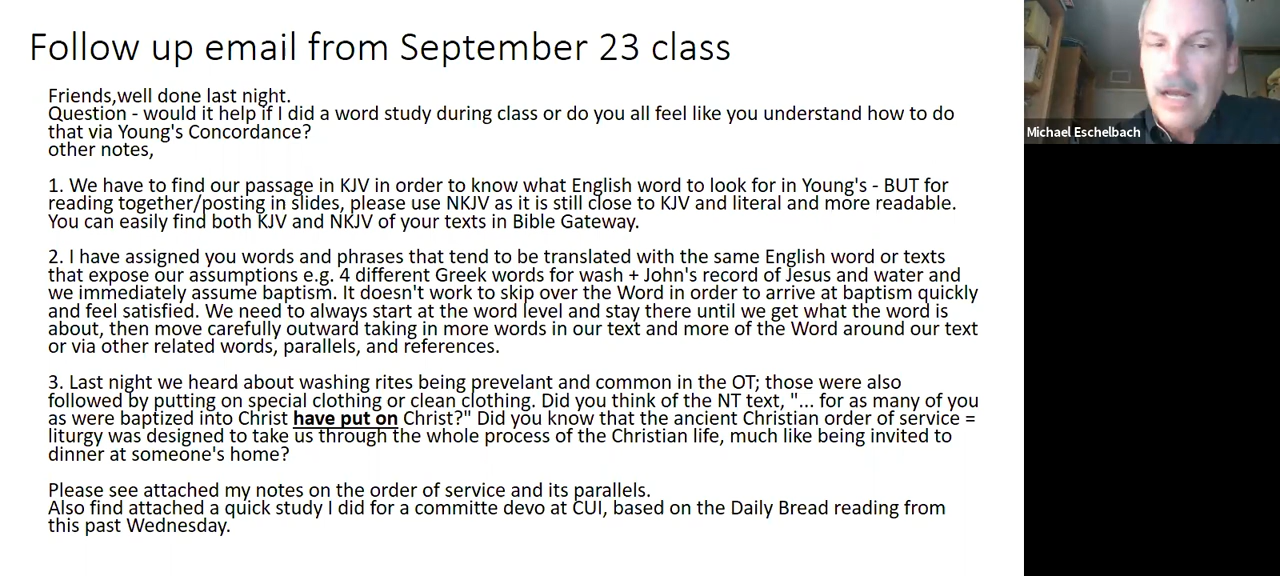 Follow up email from September 23 class
Friends,well done last night.
Question - would it help if I did a word study during class or do you all feel like you understand how to do
that via Young's Concordance?
other notes,
1. We have to find our passage in KJV in order to know what English word to look for in Young's - BUT for
reading together/posting in slides, please use NKJV as it is still close to KJV and literal and more readable.
You can easily find both KJV and NKJV of your texts in Bible Gateway.
2. I have assigned you words and phrases that tend to be translated with the same English word or texts
that expose our assumptions e.g. 4 different Greek words for wash + John's record of Jesus and water and
we immediately assume baptism. It doesn't work to skip over the Word in order to arrive at baptism quickly
and feel satisfied. We need to always start at the word level and stay there until we get what the word is
about, then move carefully outward taking in more words in our text and more of the Word around our text
or via other related words, parallels, and references.
3. Last night we heard about washing rites being prevelant and common in the OT; those were also
followed by putting on special clothing or clean clothing. Did you think of the NT text, "... for as many of you
as were baptized into Christ have put on Christ?" Did you know that the ancient Christian order of service =
liturgy was designed to take us through the whole process of the Christian life, much like being invited to
dinner at someone's home?
Please see attached my notes on the order of service and its parallels.
Also find attached a quick study I did for a committe devo at CUI, based on the Daily Bread reading from
this past Wednesday.
Michael Eschelbach